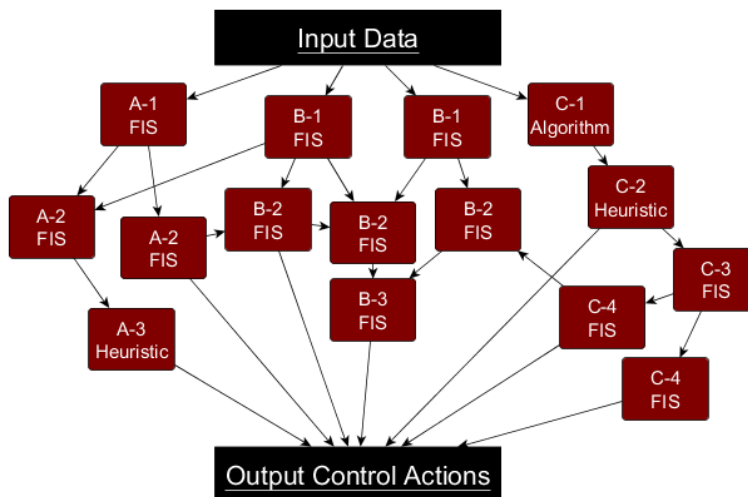 Input Data
A-1
FIS
B-1
FIS
B-1
FIS
C-1
Algorithm
A-2
FIS
A-2
FIS
B-2
FIS
B-2
FIS
B-2
FIS
C-2
Heuristic
C-3
FIS
B-3
FIS
C-4
FIS
A-3
Heuristic
C-4
FIS
Output Control Actions